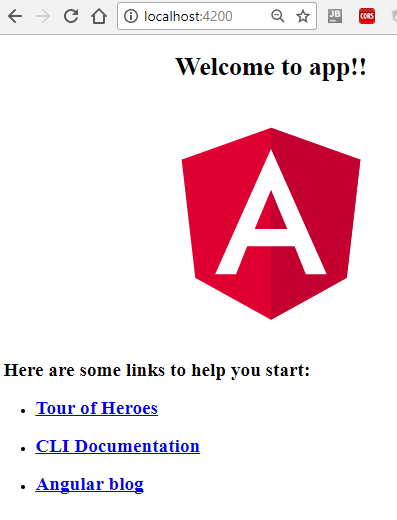 localhost:4200
JB
CORS
Welcome to app!!
A
Here are some links to help you start:
Tour of Heroes
CLI Documentation
Angular blog